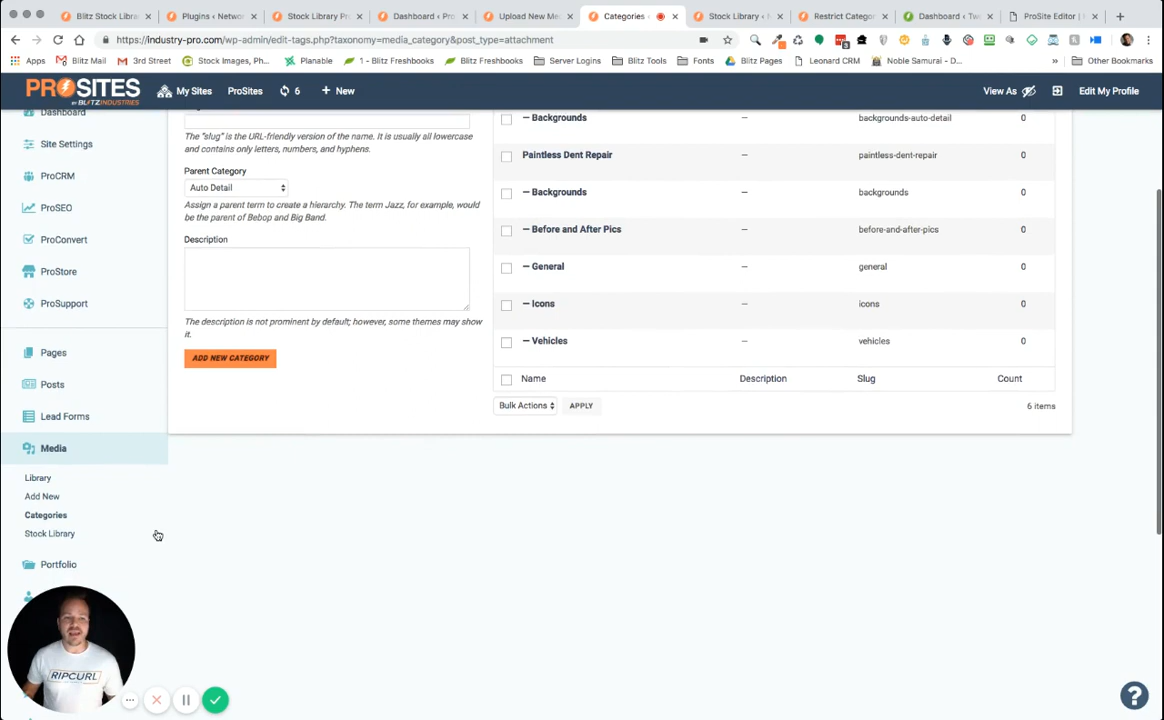 Blitz Stock Libra
Plugins ‹ Networ
Stock Library Pro
Dashboard ‹ Pro
Upload New Med
Categories ‹
Stock Library ‹ N
Restrict Categor
Dashboard ‹ Tw
ProSite Editor |
https://industry-pro.com/wp-admin/edit-tags.php?taxonomy=media_category&post_type=attachment
Apps
Blitz Mail
3rd Street
Stock Images, Ph...
Planable
1 - Blitz Freshbooks
Blitz Freshbooks
Server Logins
Blitz Tools
Fonts
Blitz Pages
Leonard CRM
Noble Samurai – D...
»
Other Bookmarks
PROSITES
BY BLITZ INDUSTRIES
My Sites
ProSites
6
+ New
View As
Edit My Profile
Dashboard
Site Settings
ProCRM
ProSEO
ProConvert
ProStore
ProSupport
Pages
Posts
Lead Forms
Media
Library
Add New
Categories
Stock Library
Portfolio
The "slug" is the URL-friendly version of the name. It is usually all lowercase
and contains only letters, numbers, and hyphens.
Parent Category
Auto Detail
Assign a parent term to create a hierarchy. The term Jazz, for example, would
be the parent of Bebop and Big Band.
Description
The description is not prominent by default; however, some themes may show
it.
ADD NEW CATEGORY
— Backgrounds — backgrounds-auto-detail 0
Paintless Dent Repair — paintless-dent-repair 0
— Backgrounds — backgrounds 0
— Before and After Pics — before-and-after-pics 0
— General — general 0
— Icons — icons 0
— Vehicles — vehicles 0
Name Description Slug Count
Bulk Actions APPLY 6 items
RIPCURL
?